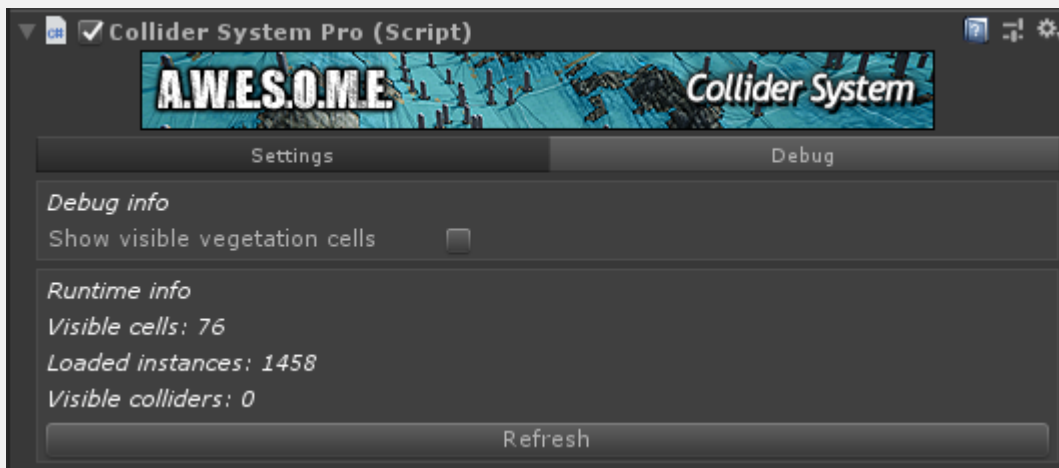 Collider System Pro (Script)
A.W.E.S.O.M.E. Collider System
Settings Debug
Debug info
Show visible vegetation cells
Runtime info
Visible cells: 76
Loaded instances: 1458
Visible colliders: 0
Refresh